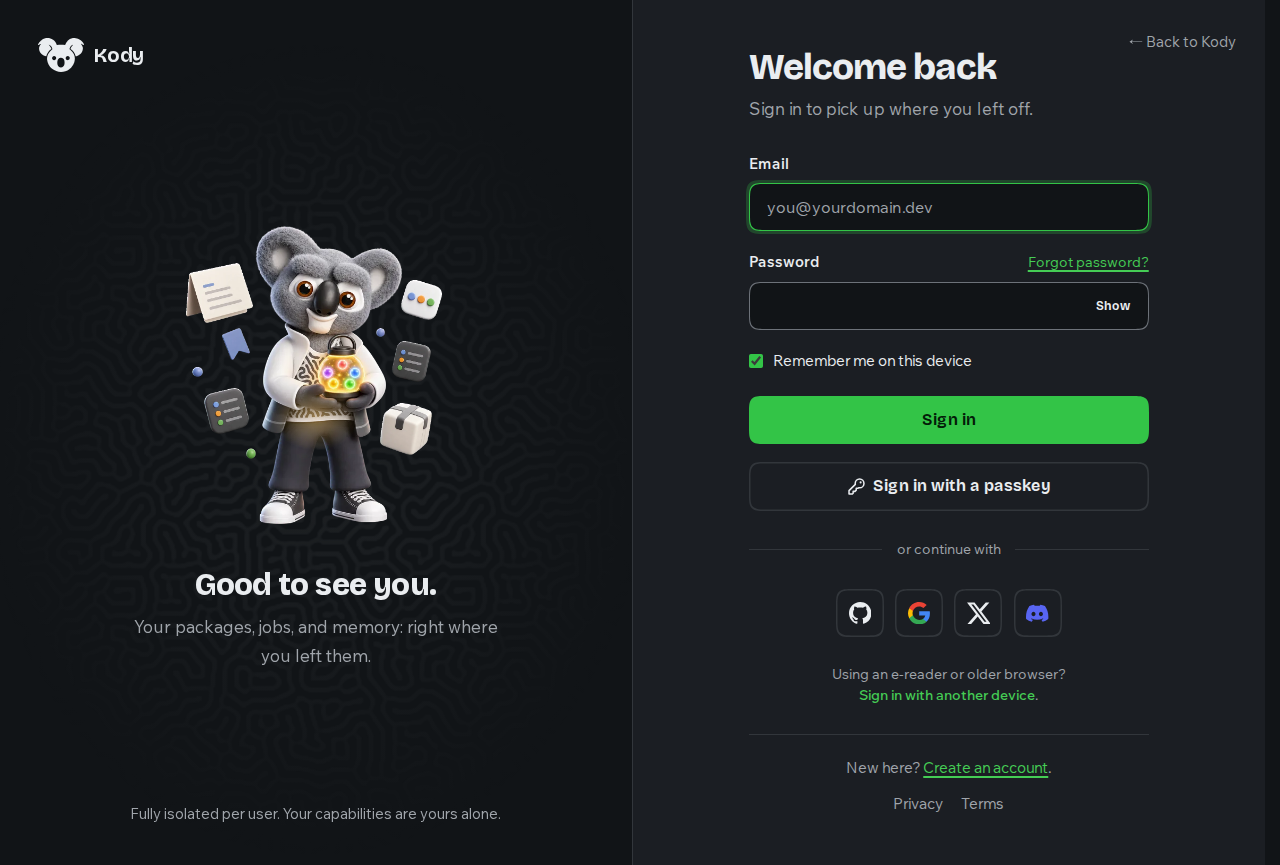 Kody
Good to see you.
Your packages, jobs, and memory: right where
you left them.
Fully isolated per user. Your capabilities are yours alone.
← Back to Kody
Welcome back
Sign in to pick up where you left off.
Email
you@yourdomain.dev
Password
Forgot password?
Show
Remember me on this device
Sign in
Sign in with a passkey
or continue with
Using an e-reader or older browser?
Sign in with another device.
New here? Create an account.
Privacy Terms